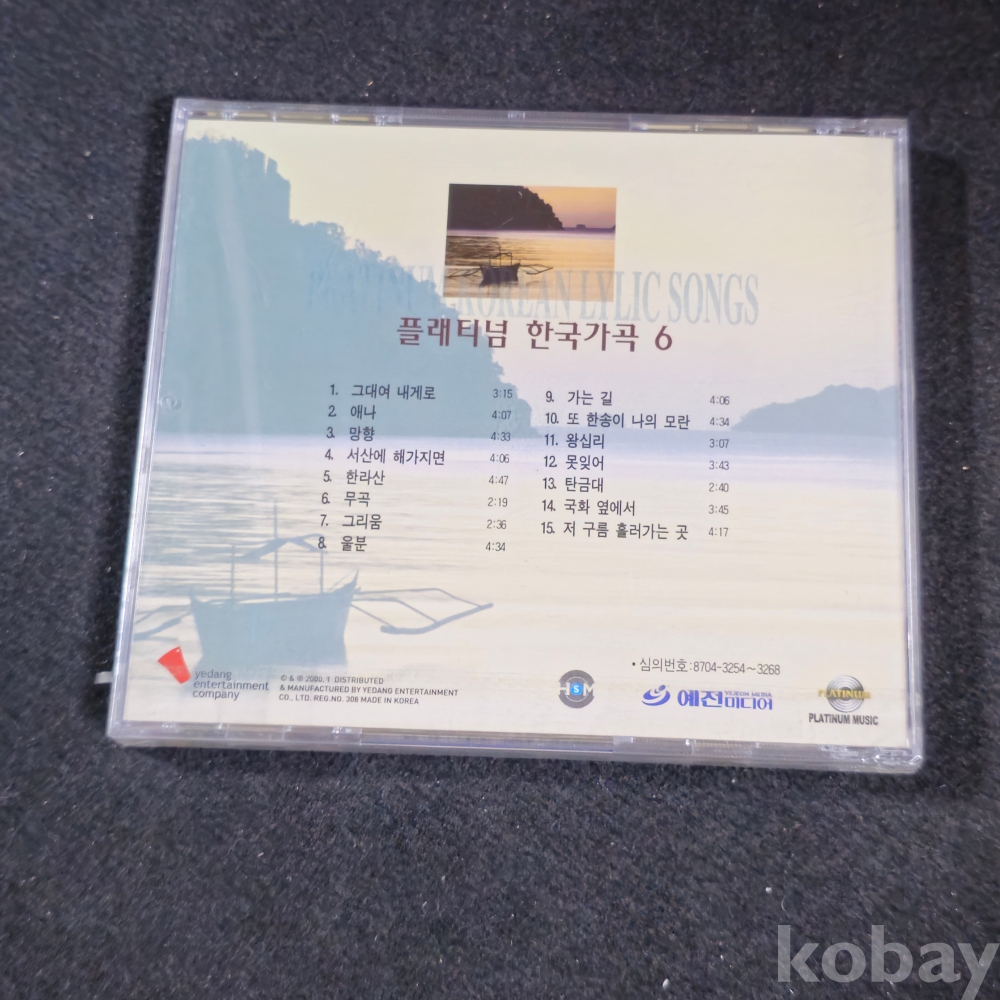 PLATINUM KOREAN LYLIC SONGS
플래티넘 한국가곡 6
1. 그대여 내게로 3:15
2. 애나 4:07
3. 망향 4:33
4. 서산에 해가지면 4:06
5. 한라산 4:47
6. 무곡 2:19
7. 그리움 2:36
8. 울분 4:34
9. 가는 길 4:06
10. 또 한송이 나의 모란 4:34
11. 왕십리 3:07
12. 못잊어 3:43
13. 탄금대 2:40
14. 국화 옆에서 3:45
15. 저 구름 흘러가는 곳 4:17
yedang
entertainment
company
© & ℗ 2000, 1 DISTRIBUTED
& MANUFACTURED BY YEDANG ENTERTAINMENT
CO., LTD. REG.NO. 308 MADE IN KOREA
• 심의번호:8704-3254~3268
YEJEON MEDIA
예전미디어
PLATINUM
PLATINUM MUSIC
kobay